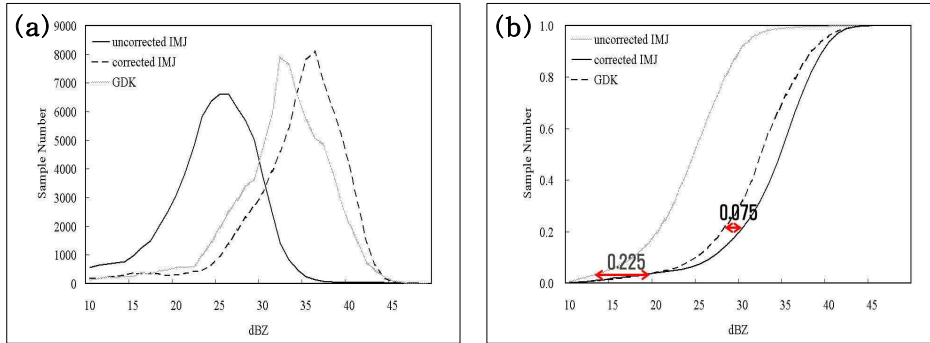 (a)
uncorrected IMJ
corrected IMJ
GDK
Sample Number
9000
8000
7000
6000
5000
4000
3000
2000
1000
0
10 15 20 25 30 35 40 45
dBZ
(b)
uncorrected IMJ
corrected IMJ
GDK
Sample Number
1.0
0.8
0.6
0.4
0.2
0.0
0.075
0.225
10 15 20 25 30 35 40 45
dBZ